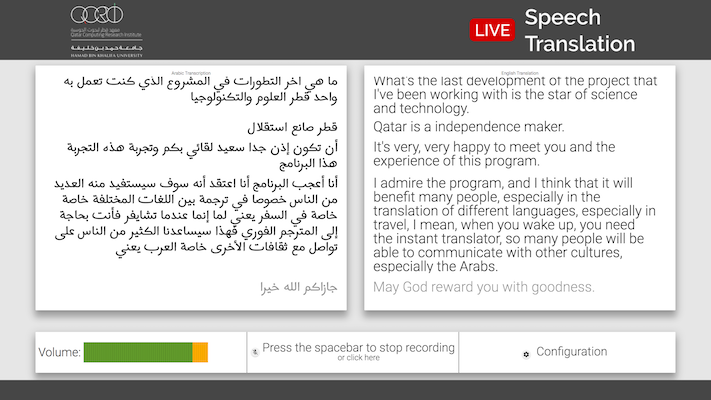 معهد قطر لبحوث الحوسبة
Qatar Computing Research Institute
جامعة حمد بن خليفة
HAMAD BIN KHALIFA UNIVERSITY
LIVE
Speech
Translation
Arabic Transcription
ما هي اخر التطورات في المشروع الذي كنت تعمل به
واحد قطر العلوم والتكنولوجيا
قطر صانع استقلال
أن تكون إذن جدا سعيد لقائي بكم وتجربة هذه التجربة
هذا البرنامج
أنا أعجب البرنامج أنا اعتقد أنه سوف سيستفيد منه العديد
من الناس خصوصا في ترجمة بين اللغات المختلفة خاصة
خاصة في السفر يعني لما إنما عندما تشايفر فأنت بحاجة
إلى المترجم الفوري فهذا سيساعدنا الكثير من الناس على
تواصل مع ثقافات الأخرى خاصة العرب يعني
جازاكم الله خيرا
English Translation
What's the last development of the project that
I've been working with is the star of science
and technology.
Qatar is a independence maker.
It's very, very happy to meet you and the
experience of this program.
I admire the program, and I think that it will
benefit many people, especially in the
translation of different languages, especially in
travel, I mean, when you wake up, you need
the instant translator, so many people will be
able to communicate with other cultures,
especially the Arabs.
May God reward you with goodness.
Volume:
Press the spacebar to stop recording
or click here
Configuration